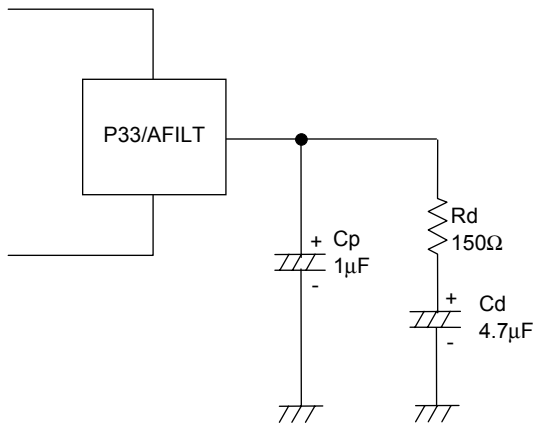 P33/AFILT
+ Cp
1μF
-
Rd
150Ω
+ Cd
4.7μF
-